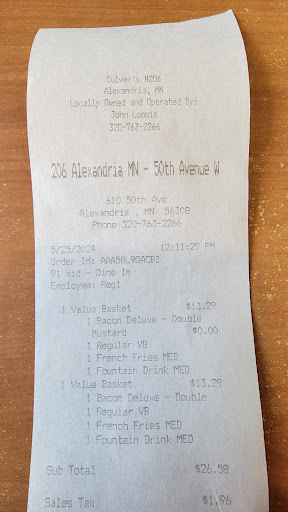 Culver's #206
Alexandria, MN
Locally Owned and Operated By:
John Loomis
320-763-2266
206 Alexandria MN - 50th Avenue W
610 50th Ave
Alexandria , MN 56308
Phone 320-763-2266
5/25/2024 12:11:29 PM
Order Id: AAA58L9QACBZ
91 sid - Dine In
Employee: Reg1
1 Value Basket $13.29
1 Bacon Deluxe - Double
Mustard $0.00
1 Regular VB
1 French Fries MED
1 Fountain Drink MED
1 Value Basket $13.29
1 Bacon Deluxe - Double
1 Regular VB
1 French Fries MED
1 Fountain Drink MED
Sub Total $26.58
Sales Tax $1.96